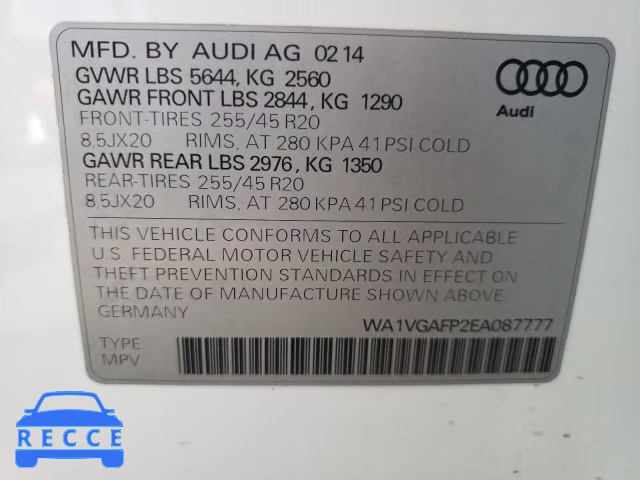 MFD. BY AUDI AG 02 14
GVWR LBS 5644, KG 2560
GAWR FRONT LBS 2844, KG 1290
FRONT-TIRES 255/45 R20
8,5JX20 RIMS, AT 280 KPA 41 PSI COLD
GAWR REAR LBS 2976, KG 1350
REAR-TIRES 255/45 R20
8,5JX20 RIMS, AT 280 KPA 41 PSI COLD
Audi
THIS VEHICLE CONFORMS TO ALL APPLICABLE
U.S. FEDERAL MOTOR VEHICLE SAFETY AND
THEFT PREVENTION STANDARDS IN EFFECT ON
THE DATE OF MANUFACTURE SHOWN ABOVE
GERMANY
WA1VGAFP2EA087777
TYPE
MPV
RECCE